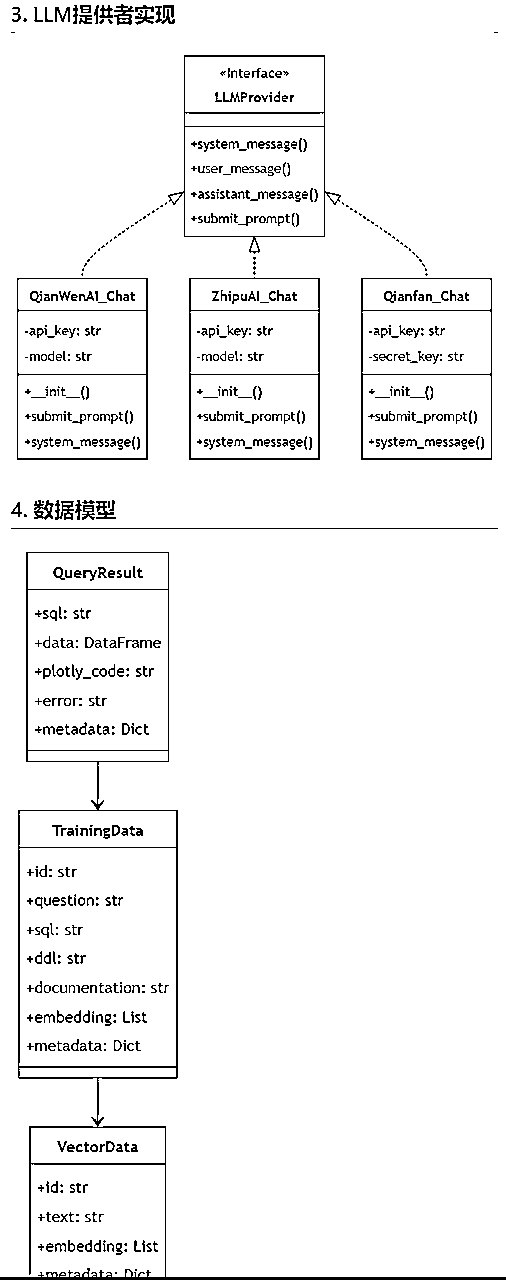 3. LLM提供者实现
«Interface»
LLMProvider
+system_message()
+user_message()
+assistant_message()
+submit_prompt()
QianWenAI_Chat
-api_key: str
-model: str
+__init__()
+submit_prompt()
+system_message()
ZhipuAI_Chat
-api_key: str
-model: str
+__init__()
+submit_prompt()
+system_message()
Qianfan_Chat
-api_key: str
-secret_key: str
+__init__()
+submit_prompt()
+system_message()
4. 数据模型
QueryResult
+sql: str
+data: DataFrame
+plotly_code: str
+error: str
+metadata: Dict
TrainingData
+id: str
+question: str
+sql: str
+ddl: str
+documentation: str
+embedding: List
+metadata: Dict
VectorData
+id: str
+text: str
+embedding: List
+metadata: Dict